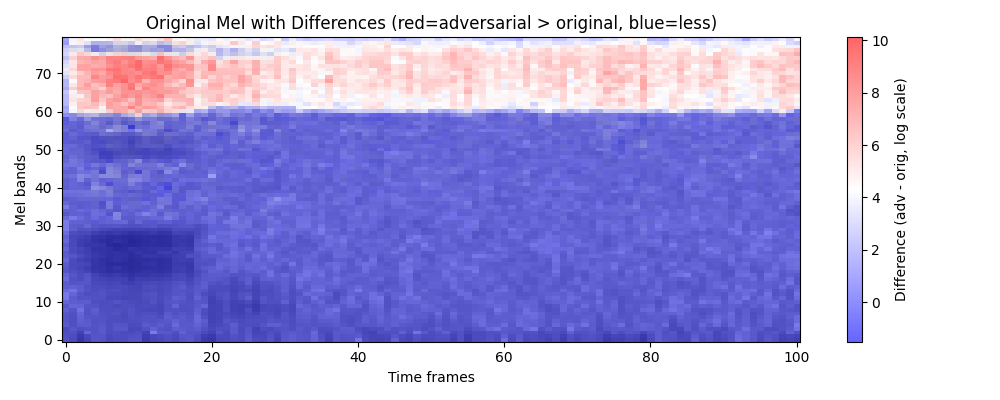 Original Mel with Differences (red=adversarial > original, blue=less)
Mel bands
70
60
50
40
30
20
10
0
0 20 40 60 80 100
Time frames
10
8
6
4
2
0
Difference (adv - orig, log scale)